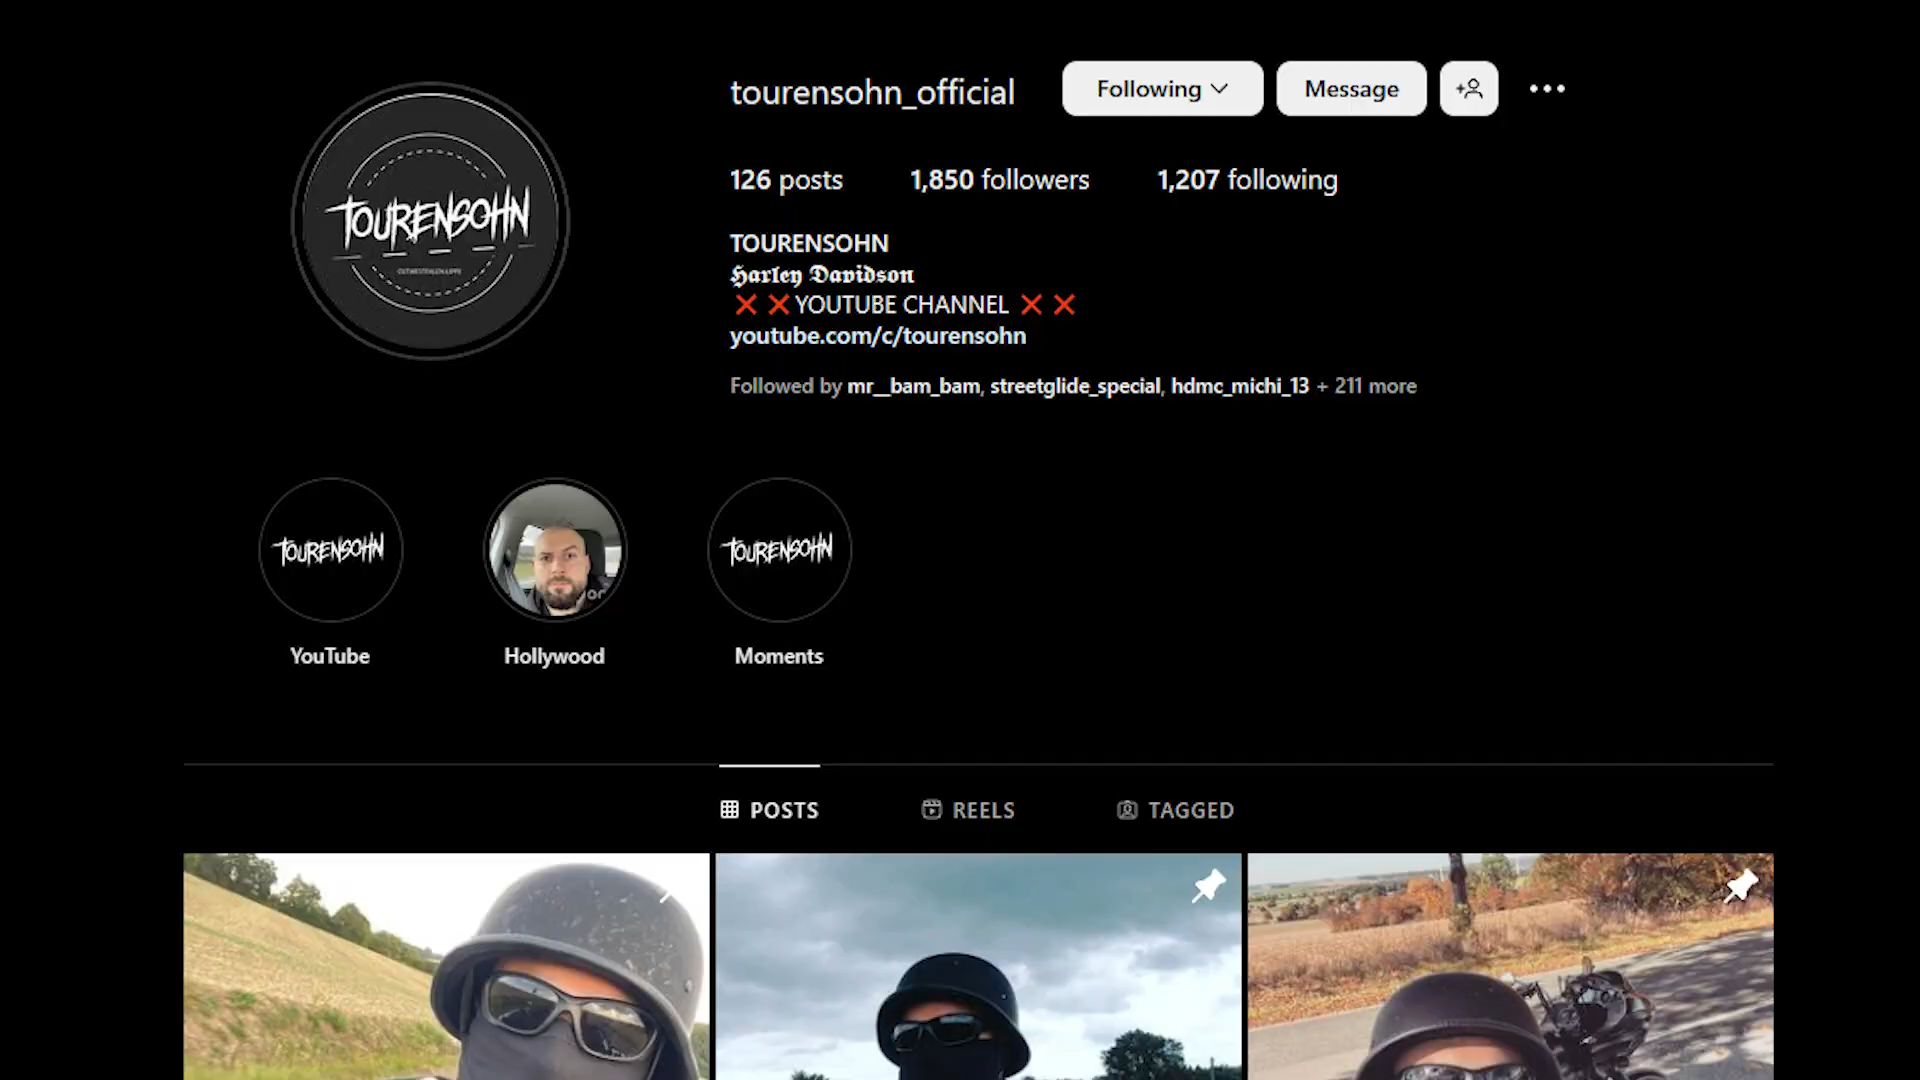 tourensohn_official
Following
Message
126 posts
1,850 followers
1,207 following
TOURENSOHN
TOURENSOHN
𝕳𝖆𝖗𝖑𝖊𝖞 𝕯𝖆𝖛𝖎𝖉𝖘𝖔𝖓
❌ ❌YOUTUBE CHANNEL ❌ ❌
youtube.com/c/tourensohn
Followed by mr__bam_bam, streetglide_special, hdmc_michi_13 + 211 more
TOURENSOHN
TOURENSOHN
YouTube
Hollywood
Moments
POSTS
REELS
TAGGED